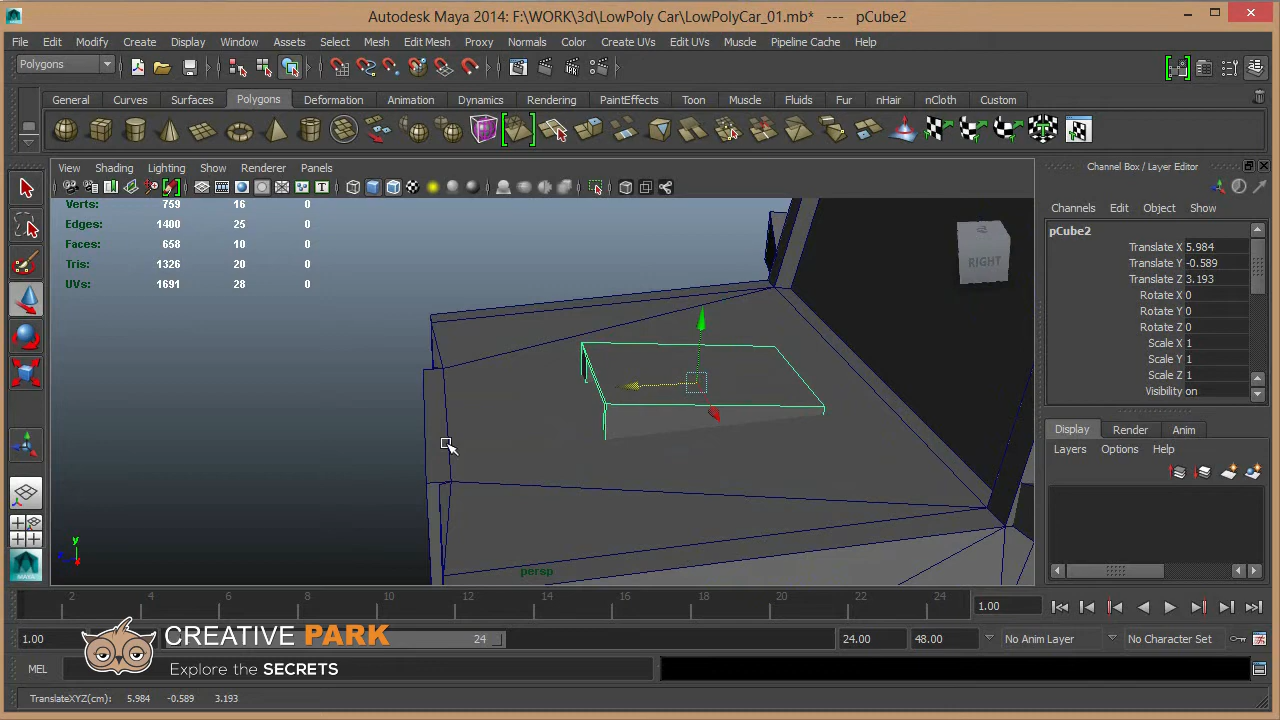 Autodesk Maya 2014: F:\WORK\3d\LowPoly Car\LowPolyCar_01.mb* --- pCube2
File Edit Modify Create Display Window Assets Select Mesh Edit Mesh Proxy Normals Color Create UVs Edit UVs Muscle Pipeline Cache Help
Polygons
General Curves Surfaces Polygons Deformation Animation Dynamics Rendering PaintEffects Toon Muscle Fluids Fur nHair nCloth Custom
View Shading Lighting Show Renderer Panels
Channel Box / Layer Editor
Channels Edit Object Show
Verts: 759 16 0
Edges: 1400 25 0
Faces: 658 10 0
Tris: 1326 20 0
UVs: 1691 28 0
RIGHT
pCube2
Translate X 5.984
Translate Y -0.589
Translate Z 3.193
Rotate X 0
Rotate Y 0
Rotate Z 0
Scale X 1
Scale Y 1
Scale Z 1
Visibility on
Display Render Anim
Layers Options Help
y
persp
2 4 6 8 10 12 14 16 18 20 22 24
1.00
1.00 24 24.00 48.00 No Anim Layer No Character Set
CREATIVE PARK
Explore the SECRETS
MEL
TranslateXYZ(cm): 5.984 -0.589 3.193